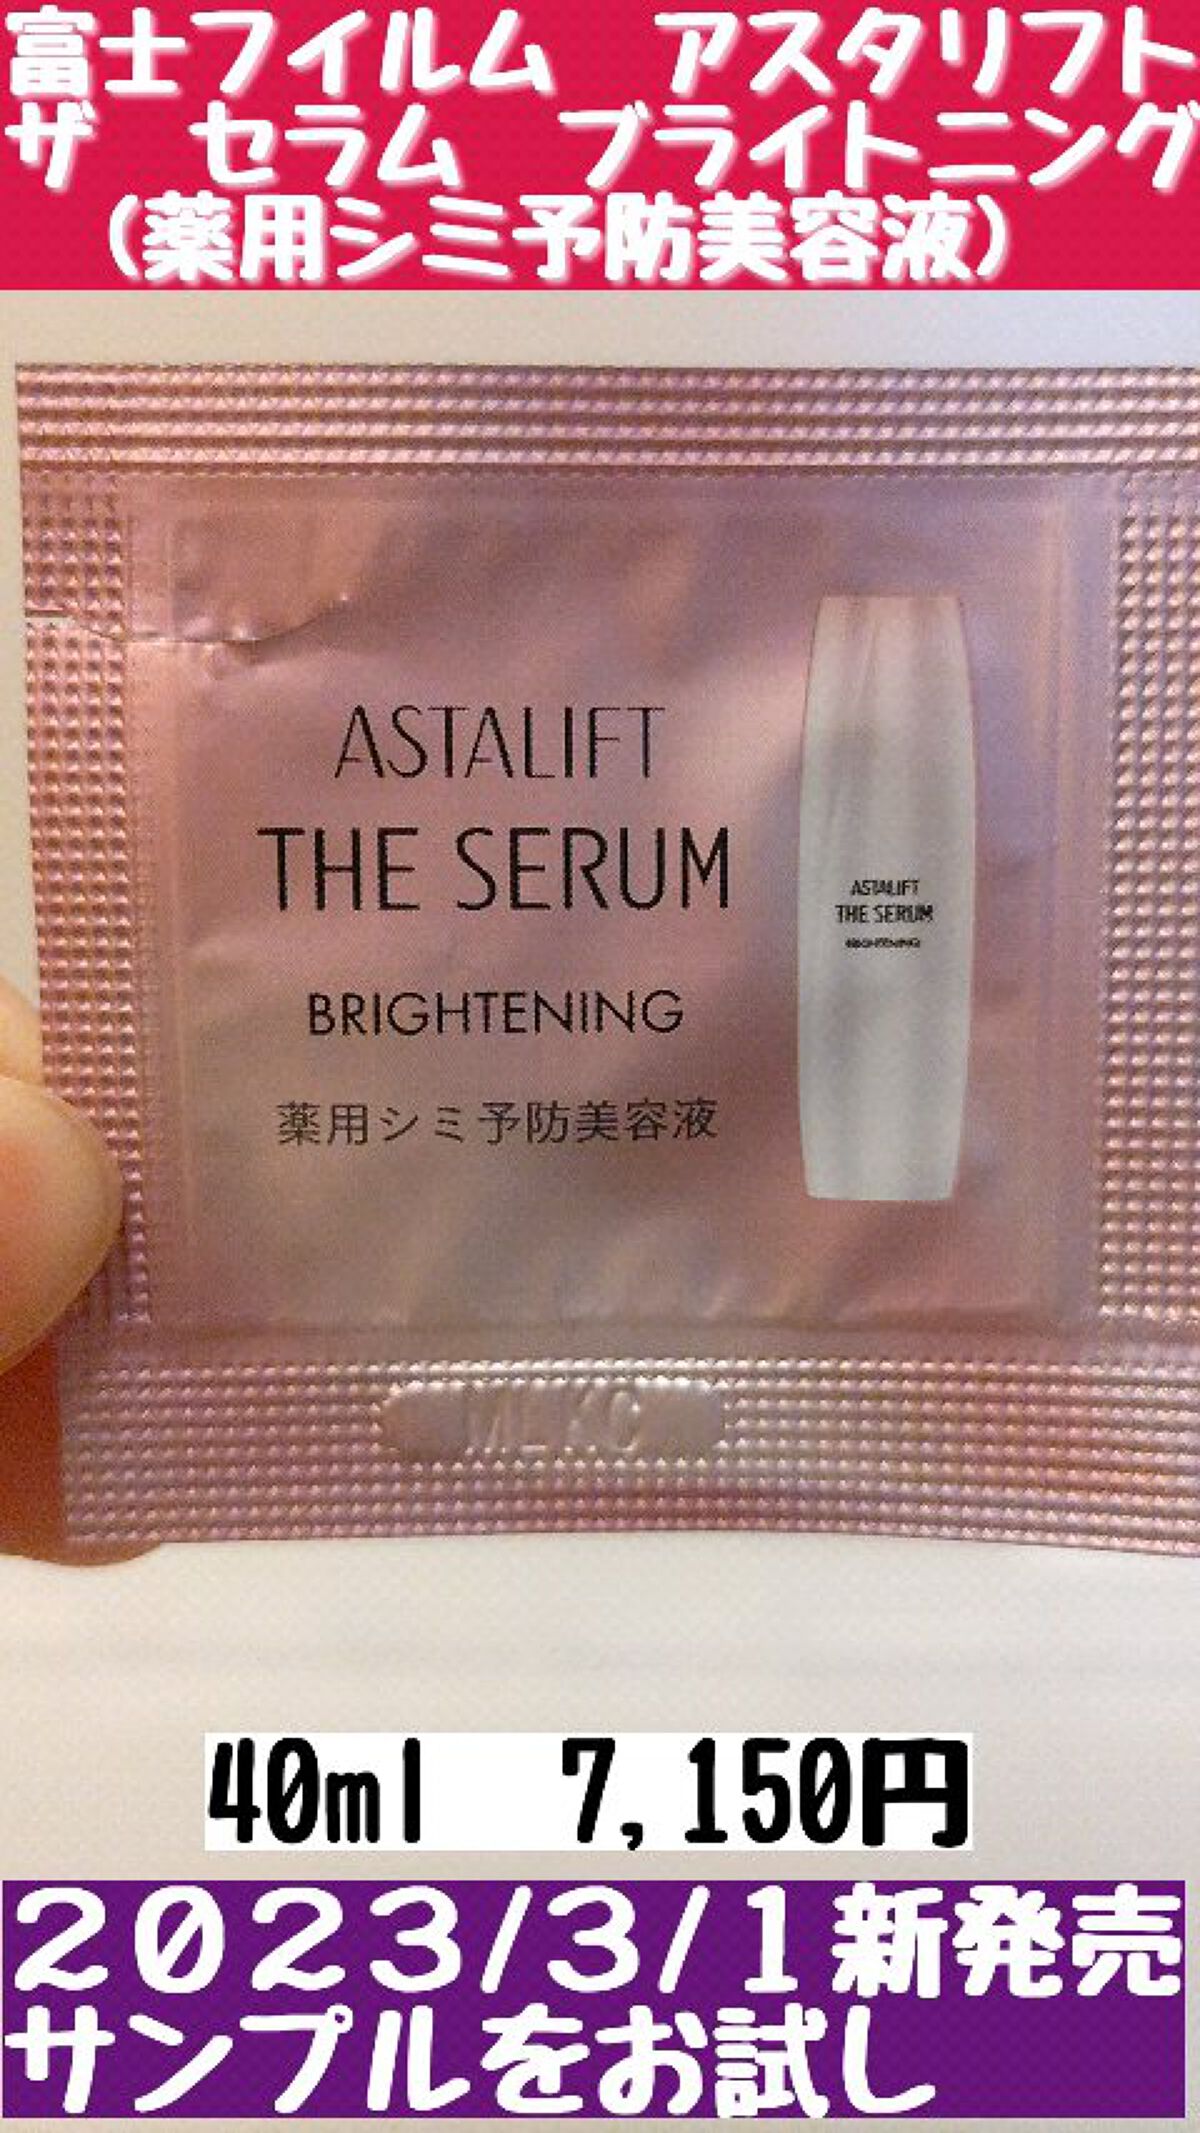 富士フイルム　アスタリフト
ザ　セラム　ブライトニング
(薬用シミ予防美容液)
ASTALIFT
THE SERUM
BRIGHTENING
薬用シミ予防美容液
ASTALIFT
THE SERUM
BRIGHTENING
MEKO
40ml　7,150円
２０２３/３/１新発売
サンプルをお試し